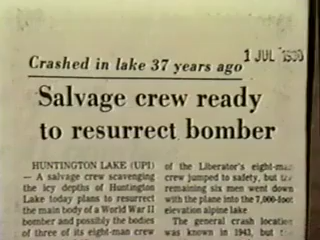 Crashed in lake 37 years ago
1 JUL 1980
Salvage crew ready
to resurrect bomber
HUNTINGTON LAKE (UPI)
— A salvage crew scavenging
the icy depths of Huntington
Lake today plans to resurrect
the main body of a World War II
bomber and possibly the bodies
of three of its eight-man crew
of the Liberator's eight-man
crew jumped to safety, but the
remaining six men went down
with the plane into the 7,000-foot
elevation alpine lake
The general crash location
was known in 1943, but